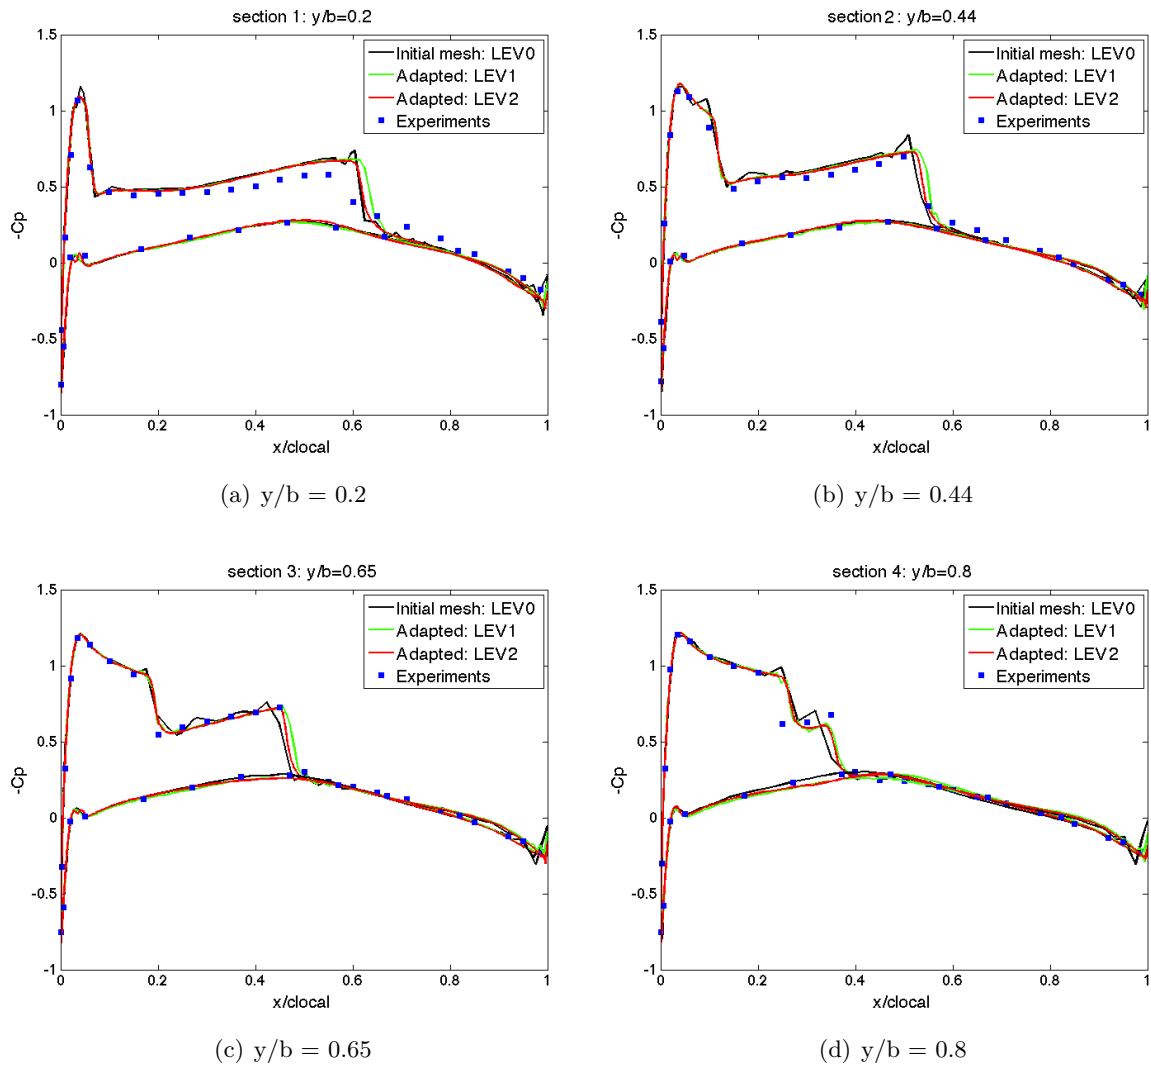 section 1: y/b=0.2
1.5
1
0.5
0
-0.5
-1
-Cp
0
0.2
0.4
0.6
0.8
1
x/clocal
Initial mesh: LEV0
Adapted: LEV1
Adapted: LEV2
Experiments
(a) y/b = 0.2
section 2: y/b=0.44
1.5
1
0.5
0
-0.5
-1
-Cp
0
0.2
0.4
0.6
0.8
1
x/clocal
Initial mesh: LEV0
Adapted: LEV1
Adapted: LEV2
Experiments
(b) y/b = 0.44
section 3: y/b=0.65
1.5
1
0.5
0
-0.5
-1
-Cp
0
0.2
0.4
0.6
0.8
1
x/clocal
Initial mesh: LEV0
Adapted: LEV1
Adapted: LEV2
Experiments
(c) y/b = 0.65
section 4: y/b=0.8
1.5
1
0.5
0
-0.5
-1
-Cp
0
0.2
0.4
0.6
0.8
1
x/clocal
Initial mesh: LEV0
Adapted: LEV1
Adapted: LEV2
Experiments
(d) y/b = 0.8